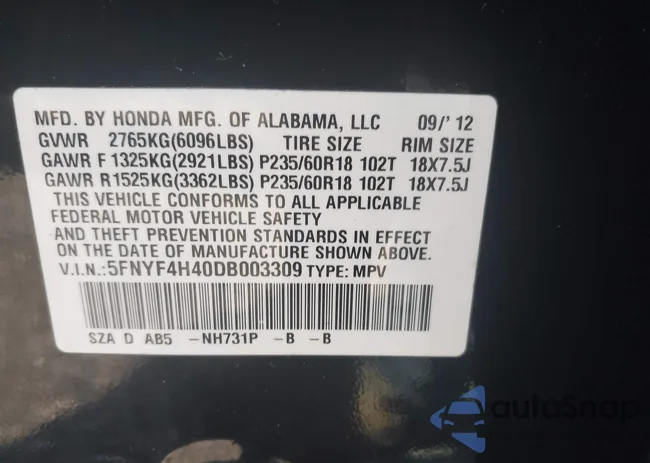 MFD. BY HONDA MFG. OF ALABAMA, LLC 09/'12
GVWR 2765KG(6096LBS) TIRE SIZE RIM SIZE
GAWR F1325KG(2921LBS) P235/60R18 102T 18X7.5J
GAWR R1525KG(3362LBS) P235/60R18 102T 18X7.5J
THIS VEHICLE CONFORMS TO ALL APPLICABLE
FEDERAL MOTOR VEHICLE SAFETY
AND THEFT PREVENTION STANDARDS IN EFFECT
ON THE DATE OF MANUFACTURE SHOWN ABOVE.
V.I.N.:5FNYF4H40DB003309 TYPE: MPV
SZA D AB5 -NH731P -B -B
autoSnap